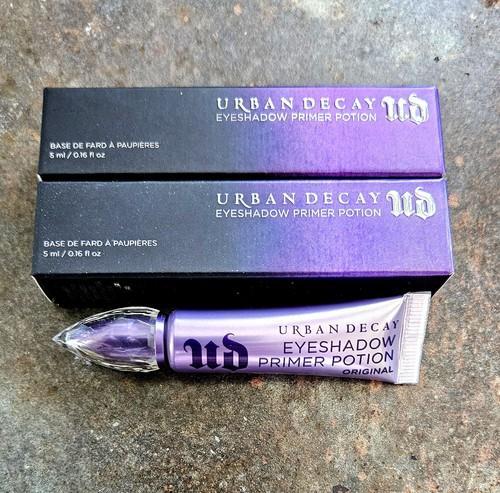 URBAN DECAY
EYESHADOW PRIMER POTION
UD
BASE DE FARD À PAUPIÈRES
5 ml / 0.16 fl oz
URBAN DECAY
EYESHADOW PRIMER POTION
UD
BASE DE FARD À PAUPIÈRES
5 ml / 0.16 fl oz
UD
URBAN DECAY
EYESHADOW
PRIMER POTION
ORIGINAL